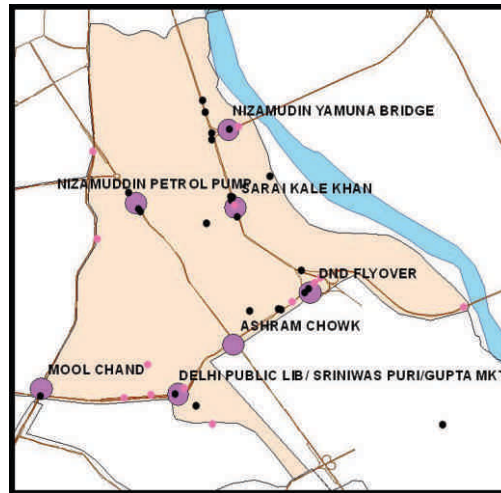 NIZAMUDIN YAMUNA BRIDGE
NIZAMUDDIN PETROL PUMP
SARAI KALE KHAN
DND FLYOVER
ASHRAM CHOWK
MOOL CHAND
DELHI PUBLIC LIB/ SRINIWAS PURI/GUPTA MKT